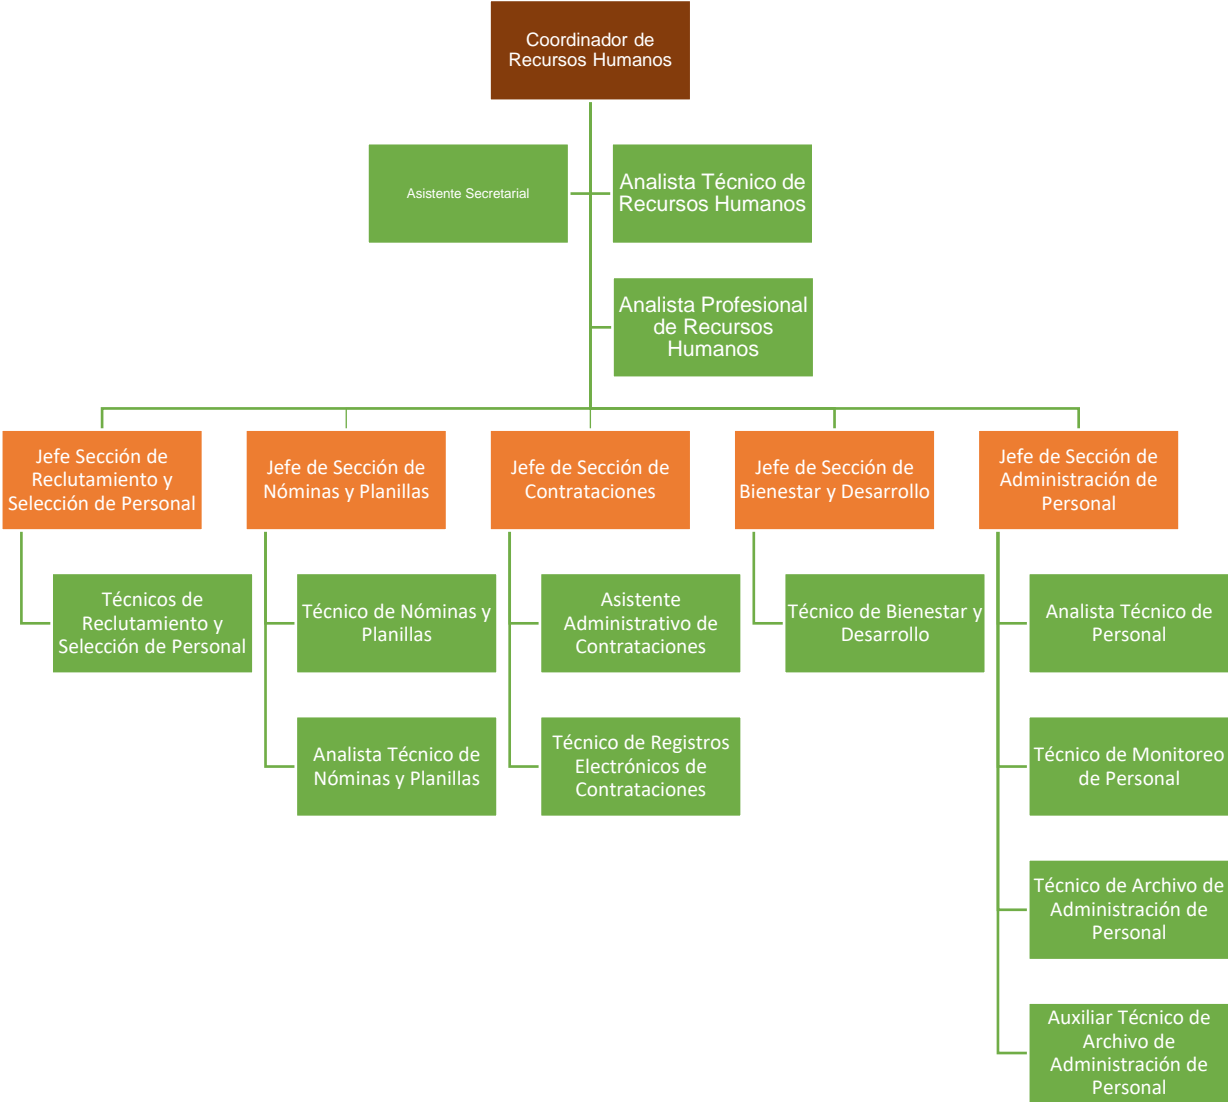 Coordinador de
Recursos Humanos
Asistente Secretarial
Analista Técnico de
Recursos Humanos
Analista Profesional
de Recursos
Humanos
Jefe Sección de
Reclutamiento y
Selección de Personal
Jefe de Sección de
Nóminas y Planillas
Jefe de Sección de
Contrataciones
Jefe de Sección de
Bienestar y Desarrollo
Jefe de Sección de
Administración de
Personal
Técnicos de
Reclutamiento y
Selección de Personal
Técnico de Nóminas y
Planillas
Asistente
Administrativo de
Contrataciones
Técnico de Bienestar y
Desarrollo
Analista Técnico de
Personal
Analista Técnico de
Nóminas y Planillas
Técnico de Registros
Electrónicos de
Contrataciones
Técnico de Monitoreo
de Personal
Técnico de Archivo de
Administración de
Personal
Auxiliar Técnico de
Archivo de
Administración de
Personal